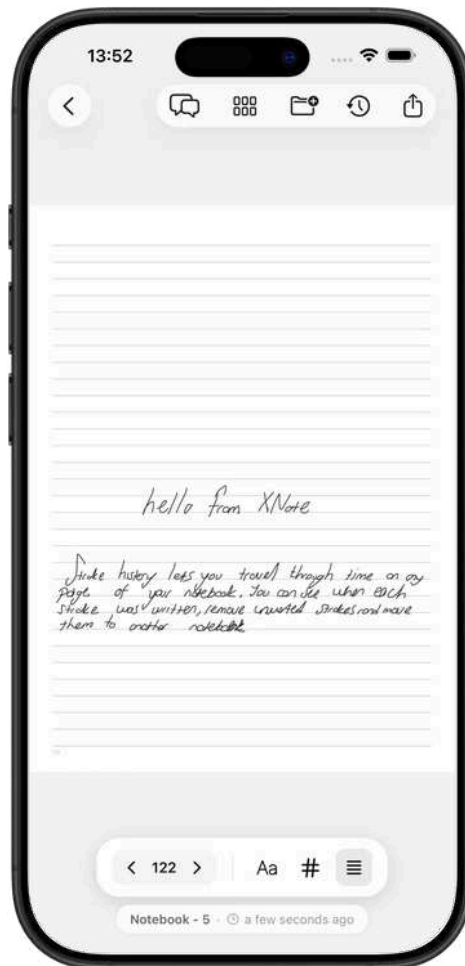 13:52
hello from XNote
Stroke history lets you travel through time on any
page of your notebook. You can see when each
stroke was written, remove unwanted strokes and move
them to another notebook
122 Aa #
Notebook - 5 · a few seconds ago